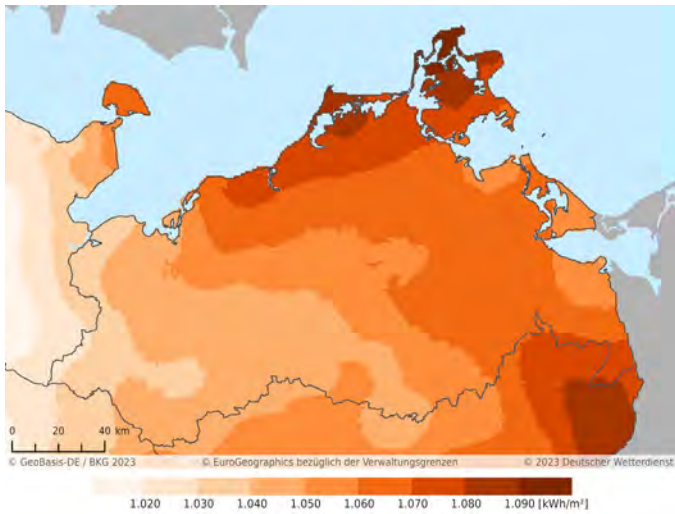 0 20 40 km
© GeoBasis-DE / BKG 2023 © EuroGeographics bezüglich der Verwaltungsgrenzen © 2023 Deutscher Wetterdienst
1.020 1.030 1.040 1.050 1.060 1.070 1.080 1.090 [kWh/m²]